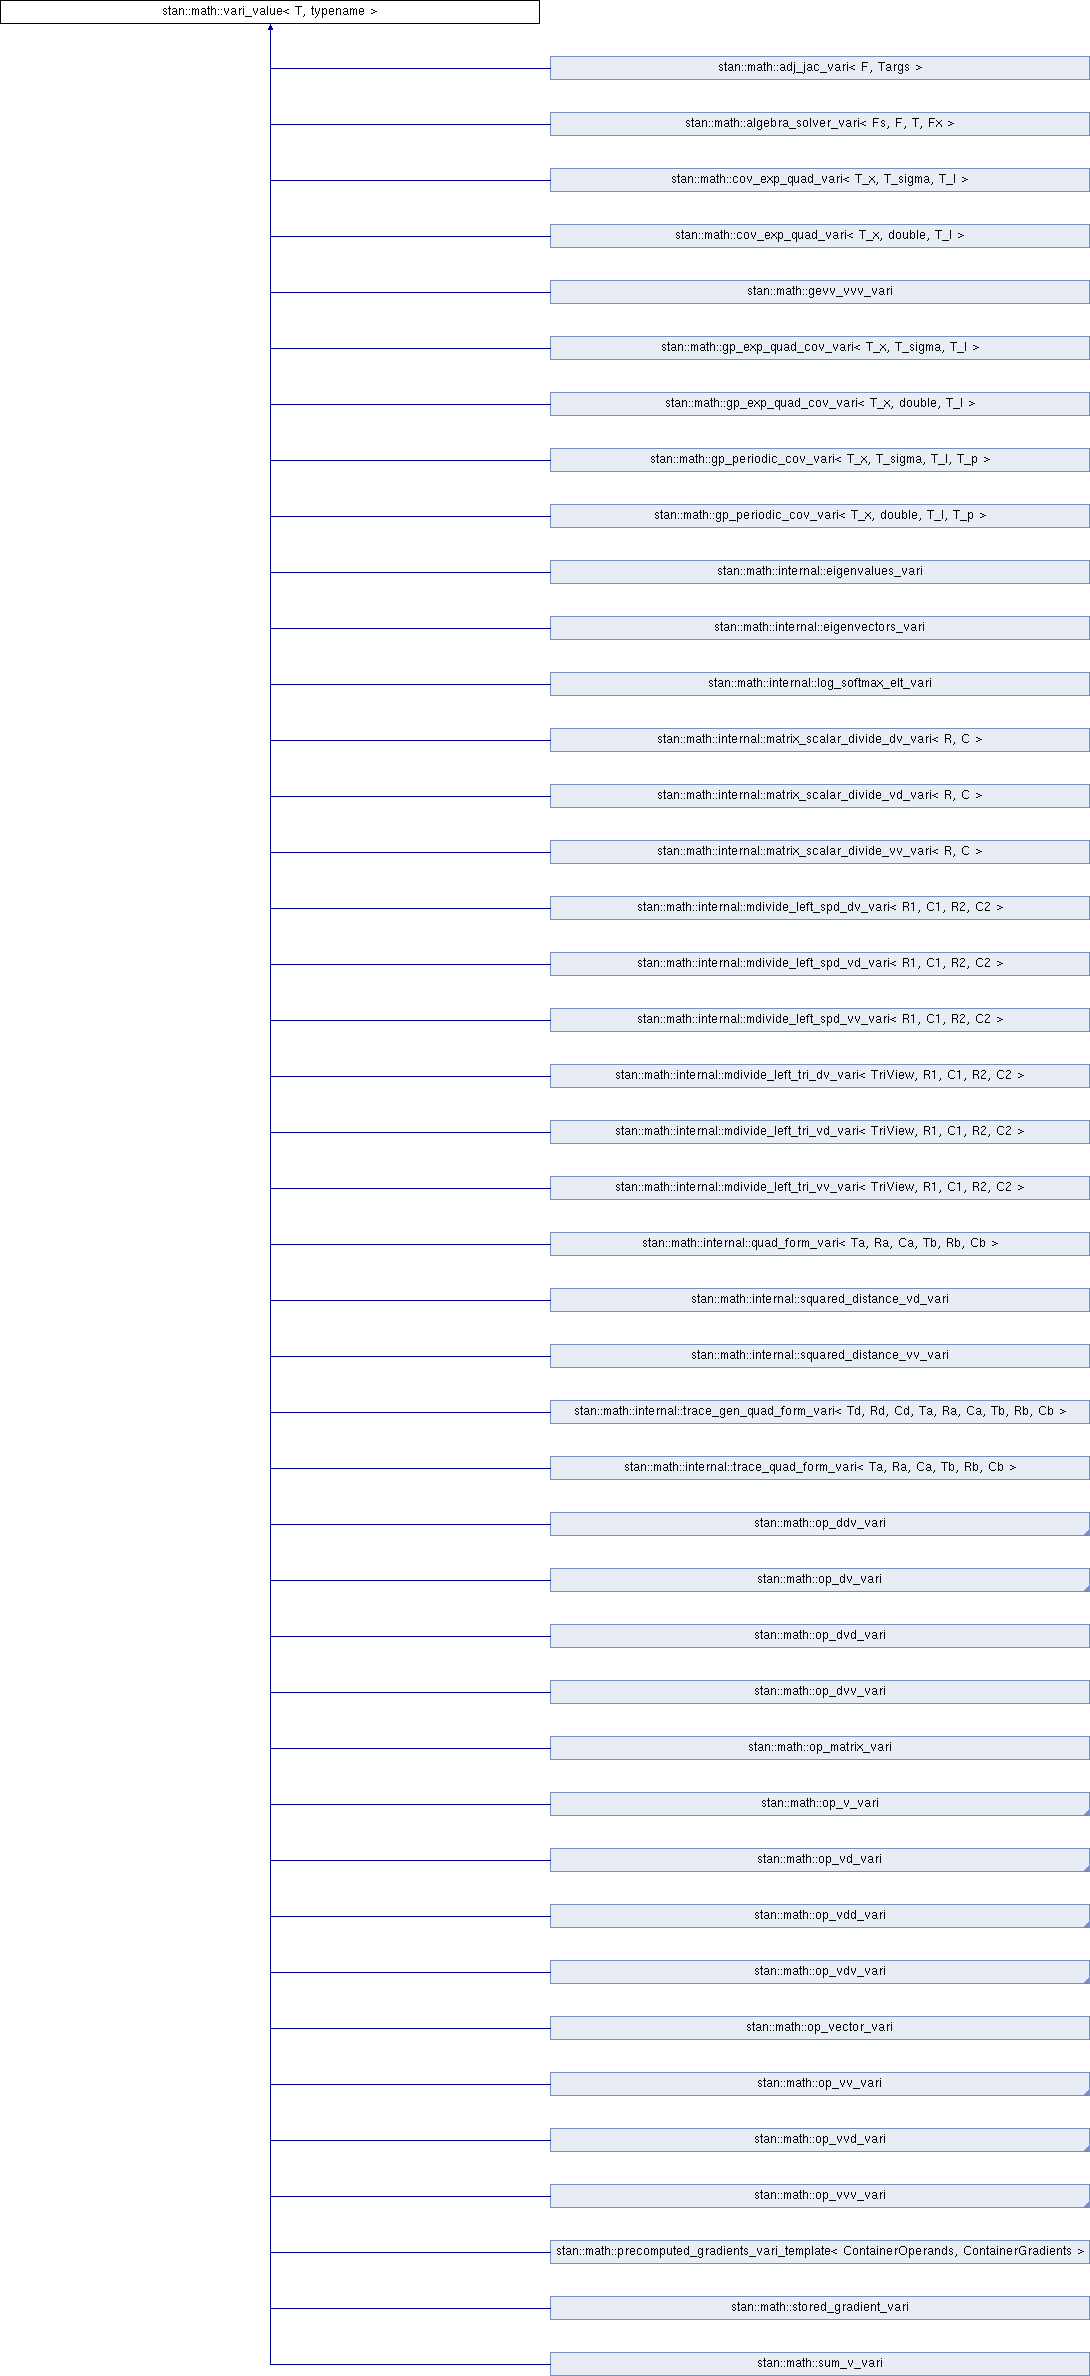 stan::math::vari_value< T, typename >
stan::math::adj_jac_vari< F, Targs >
stan::math::algebra_solver_vari< Fs, F, T, Fx >
stan::math::cov_exp_quad_vari< T_x, T_sigma, T_l >
stan::math::cov_exp_quad_vari< T_x, double, T_l >
stan::math::gevv_vvv_vari
stan::math::gp_exp_quad_cov_vari< T_x, T_sigma, T_l >
stan::math::gp_exp_quad_cov_vari< T_x, double, T_l >
stan::math::gp_periodic_cov_vari< T_x, T_sigma, T_l, T_p >
stan::math::gp_periodic_cov_vari< T_x, double, T_l, T_p >
stan::math::internal::eigenvalues_vari
stan::math::internal::eigenvectors_vari
stan::math::internal::log_softmax_elt_vari
stan::math::internal::matrix_scalar_divide_dv_vari< R, C >
stan::math::internal::matrix_scalar_divide_vd_vari< R, C >
stan::math::internal::matrix_scalar_divide_vv_vari< R, C >
stan::math::internal::mdivide_left_spd_dv_vari< R1, C1, R2, C2 >
stan::math::internal::mdivide_left_spd_vd_vari< R1, C1, R2, C2 >
stan::math::internal::mdivide_left_spd_vv_vari< R1, C1, R2, C2 >
stan::math::internal::mdivide_left_tri_dv_vari< TriView, R1, C1, R2, C2 >
stan::math::internal::mdivide_left_tri_vd_vari< TriView, R1, C1, R2, C2 >
stan::math::internal::mdivide_left_tri_vv_vari< TriView, R1, C1, R2, C2 >
stan::math::internal::quad_form_vari< Ta, Ra, Ca, Tb, Rb, Cb >
stan::math::internal::squared_distance_vd_vari
stan::math::internal::squared_distance_vv_vari
stan::math::internal::trace_gen_quad_form_vari< Td, Rd, Cd, Ta, Ra, Ca, Tb, Rb, Cb >
stan::math::internal::trace_quad_form_vari< Ta, Ra, Ca, Tb, Rb, Cb >
stan::math::op_ddv_vari
stan::math::op_dv_vari
stan::math::op_dvd_vari
stan::math::op_dvv_vari
stan::math::op_matrix_vari
stan::math::op_v_vari
stan::math::op_vd_vari
stan::math::op_vdd_vari
stan::math::op_vdv_vari
stan::math::op_vector_vari
stan::math::op_vv_vari
stan::math::op_vvd_vari
stan::math::op_vvv_vari
stan::math::precomputed_gradients_vari_template< ContainerOperands, ContainerGradients >
stan::math::stored_gradient_vari
stan::math::sum_v_vari